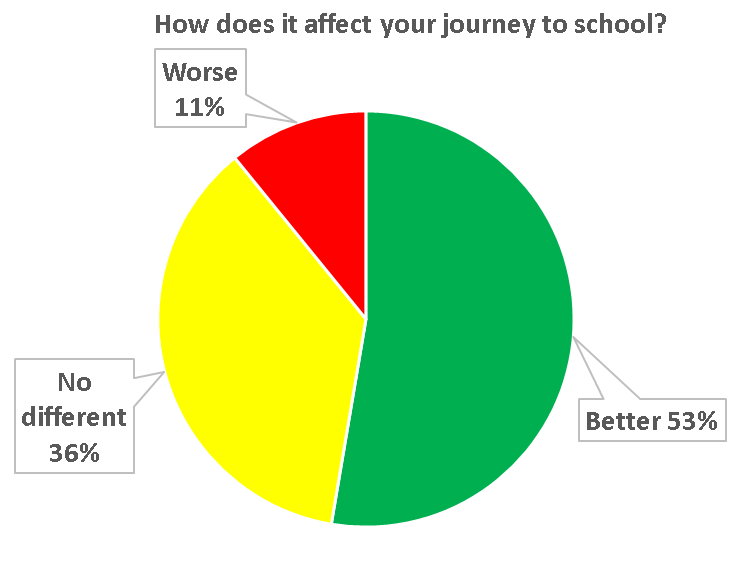 How does it affect your journey to school?
Worse
11%
No
different
36%
Better 53%